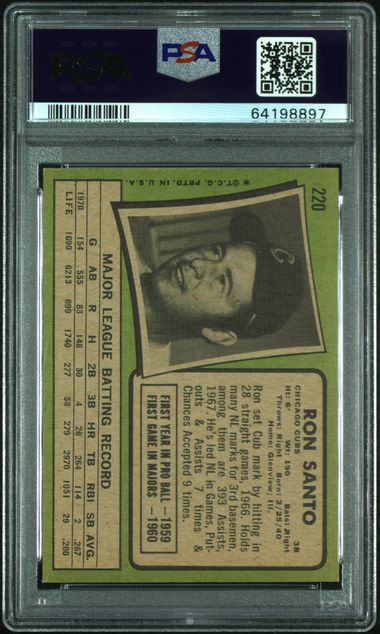 PSA
PSA
64198897
220
*©T.C.G. PRTD. IN U.S.A.
RON SANTO
CHICAGO CUBS 3B
Ht: 6' Wt: 190 Bats: Right
Throws: Right Born: 2/25/40
Home: Glenview, Ill.
Ron set Cub mark by hitting in
28 straight games, 1966. Holds
many NL marks for 3rd basemen,
among them are 393 Assists,
1967. He's led NL in Games, Put-
outs & Assists 7 times &
Chances Accepted 9 times.
FIRST YEAR IN PRO BALL —1959
FIRST GAME IN MAJORS —1960
MAJOR LEAGUE BATTING RECORD
G AB R H 2B 3B HR TB RBI SB AVG.
1970 154 555 83 148 30 4 26 264 114 2 .267
LIFE 1690 6213 899 1740 277 58 279 2970 1051 29 .280